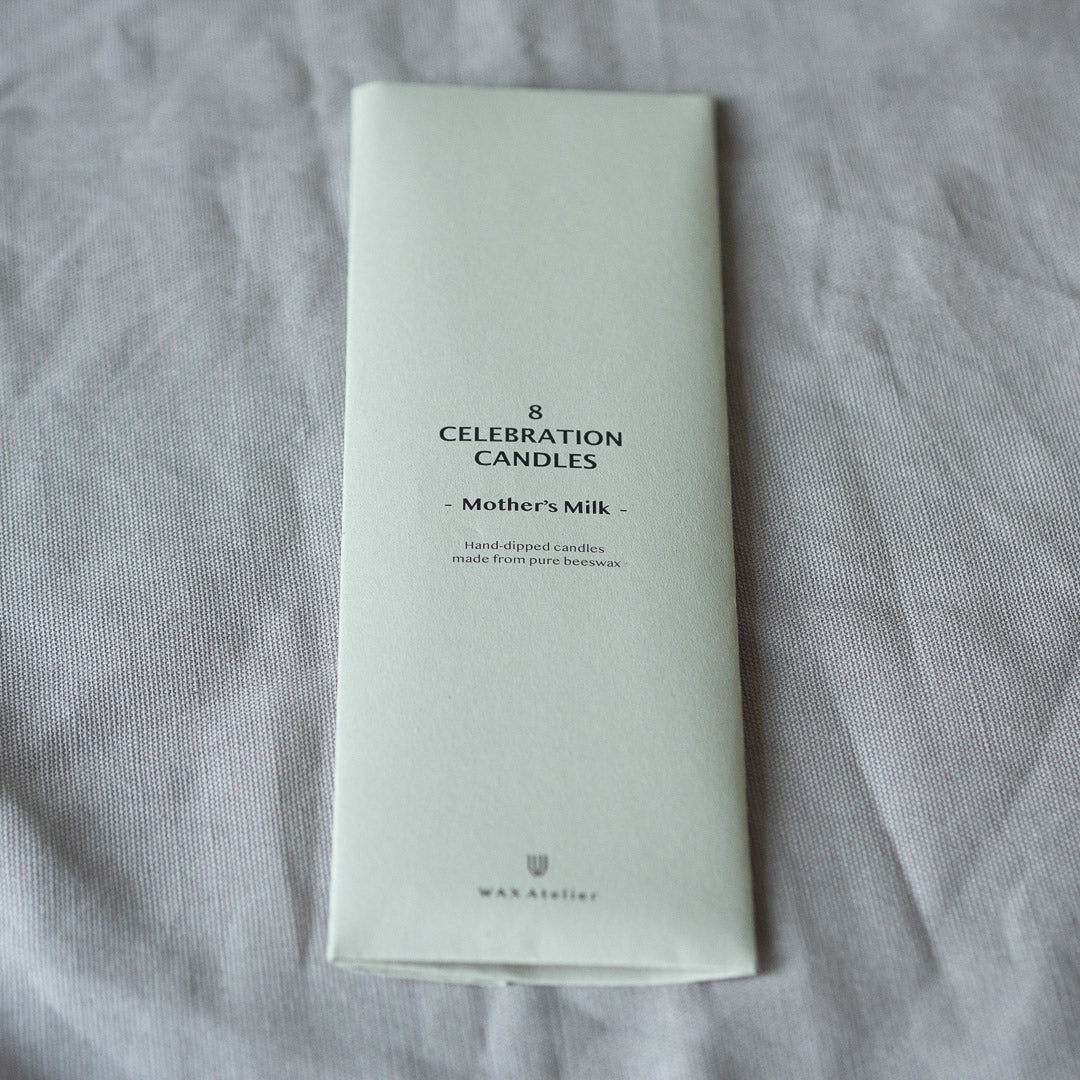 8
CELEBRATION
CANDLES
- Mother's Milk -
Hand-dipped candles
made from pure beeswax
WAX Atelier